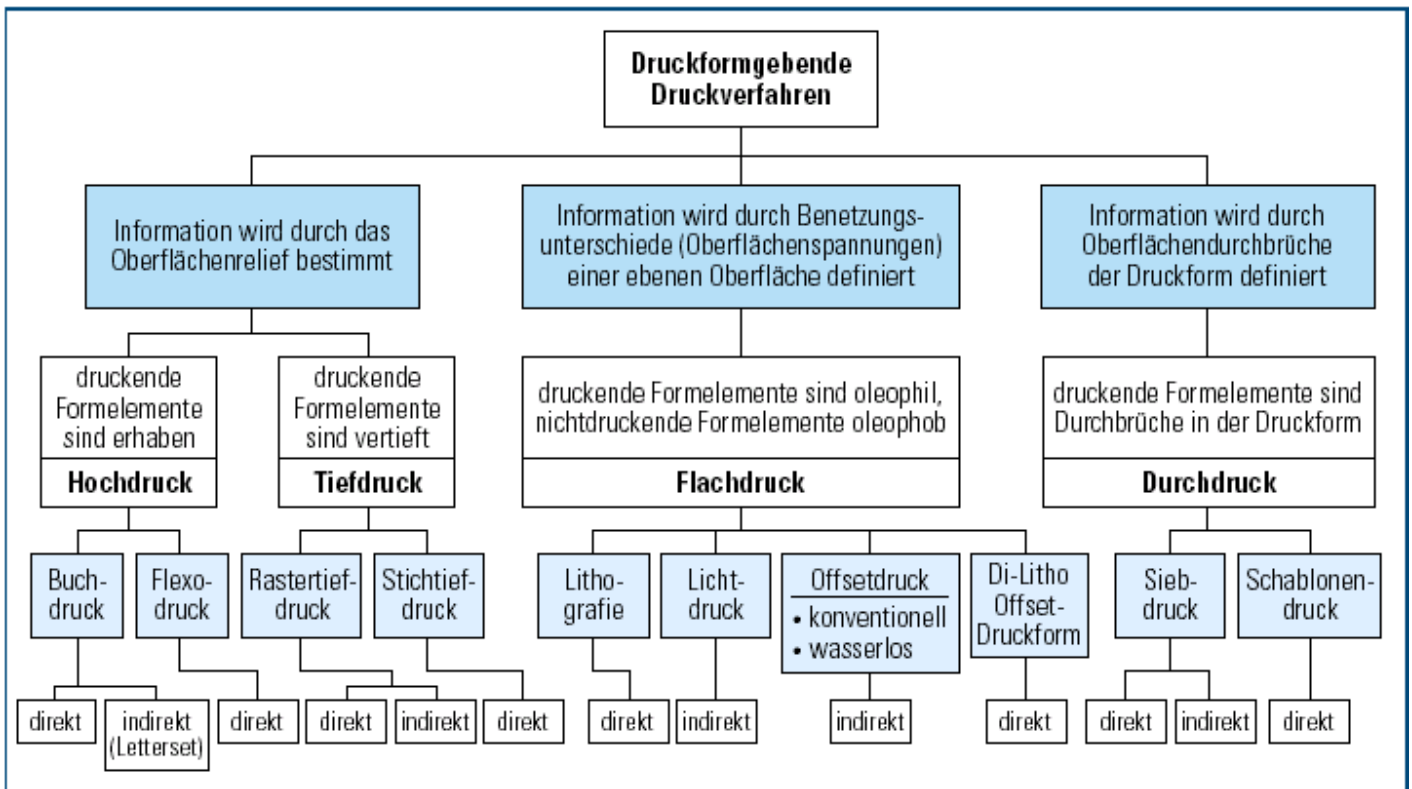 Druckformgebende
Druckverfahren
Information wird durch das
Oberflächenrelief bestimmt
Information wird durch Benetzungs-
unterschiede (Oberflächenspannungen)
einer ebenen Oberfläche definiert
Information wird durch
Oberflächendurchbrüche
der Druckform definiert
druckende
Formelemente
sind erhaben
Hochdruck
druckende
Formelemente
sind vertieft
Tiefdruck
druckende Formelemente sind oleophil,
nichtdruckende Formelemente oleophob
Flachdruck
druckende Formelemente sind
Durchbrüche in der Druckform
Durchdruck
Buch-
druck
Flexo-
druck
Rastertief-
druck
Stichtief-
druck
Litho-
grafie
Licht-
druck
Offsetdruck
• konventionell
• wasserlos
Di-Litho
Offset-
Druckform
Sieb-
druck
Schablonen-
druck
direkt
indirekt
(Letterset)
direkt
direkt
indirekt
direkt
direkt
indirekt
indirekt
direkt
direkt
indirekt
direkt